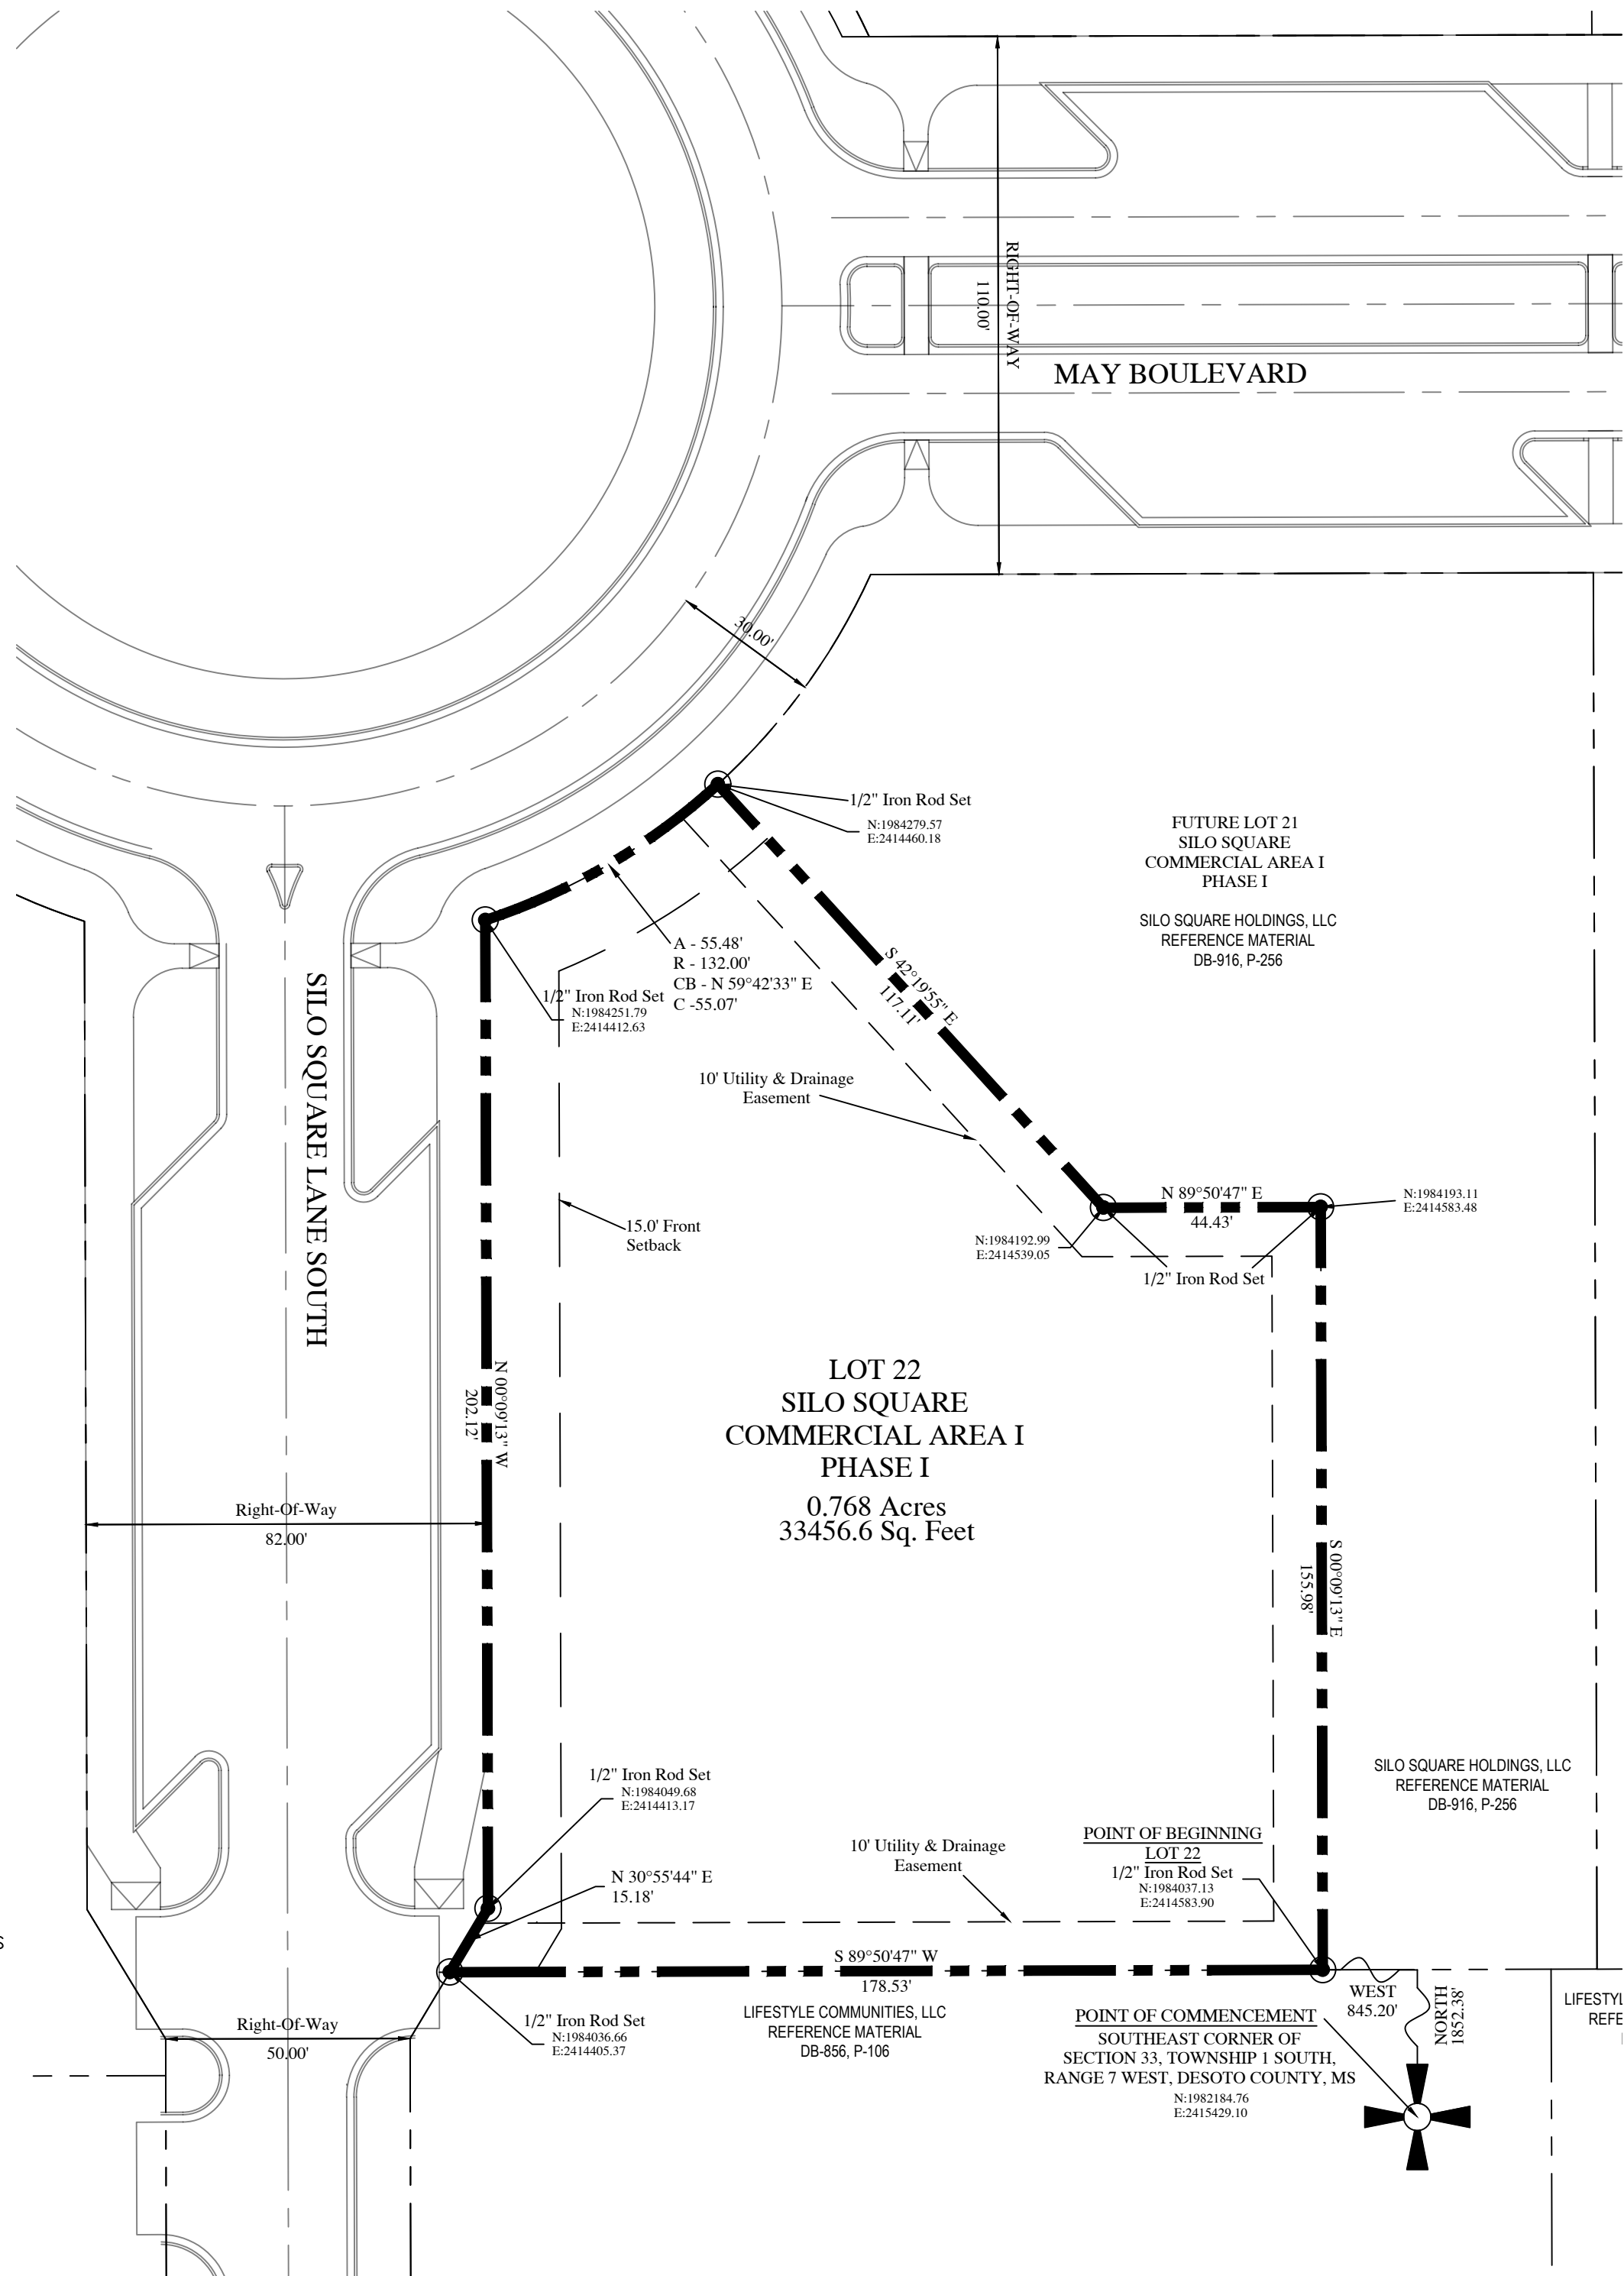 RIGHT-OF-WAY
110.00'
MAY BOULEVARD
30.00'
1/2" Iron Rod Set
N:1984279.57
E:2414460.18
FUTURE LOT 21
SILO SQUARE
COMMERCIAL AREA I
PHASE I
SILO SQUARE HOLDINGS, LLC
REFERENCE MATERIAL
DB-916, P-256
A - 55.48'
R - 132.00'
CB - N 59°42'33" E
C -55.07'
1/2" Iron Rod Set
N:1984251.79
E:2414412.63
S 42°19'55" E
117.11'
SILO SQUARE LANE SOUTH
10' Utility & Drainage
Easement
N 89°50'47" E
44.43'
N:1984193.11
E:2414583.48
N:1984192.99
E:2414539.05
1/2" Iron Rod Set
15.0' Front
Setback
N 00°09'13" W
202.12'
LOT 22
SILO SQUARE
COMMERCIAL AREA I
PHASE I
0.768 Acres
33456.6 Sq. Feet
Right-Of-Way
82.00'
S 00°09'13" E
155.98'
SILO SQUARE HOLDINGS, LLC
REFERENCE MATERIAL
DB-916, P-256
1/2" Iron Rod Set
N:1984049.68
E:2414413.17
N 30°55'44" E
15.18'
10' Utility & Drainage
Easement
POINT OF BEGINNING
LOT 22
1/2" Iron Rod Set
N:1984037.13
E:2414583.90
S
S 89°50'47" W
178.53'
WEST
845.20'
NORTH
1852.38'
1/2" Iron Rod Set
N:1984036.66
E:2414405.37
LIFESTYLE COMMUNITIES, LLC
REFERENCE MATERIAL
DB-856, P-106
Right-Of-Way
50.00'
POINT OF COMMENCEMENT
SOUTHEAST CORNER OF
SECTION 33, TOWNSHIP 1 SOUTH,
RANGE 7 WEST, DESOTO COUNTY, MS
N:1982184.76
E:2415429.10
LIFESTYL
REFE